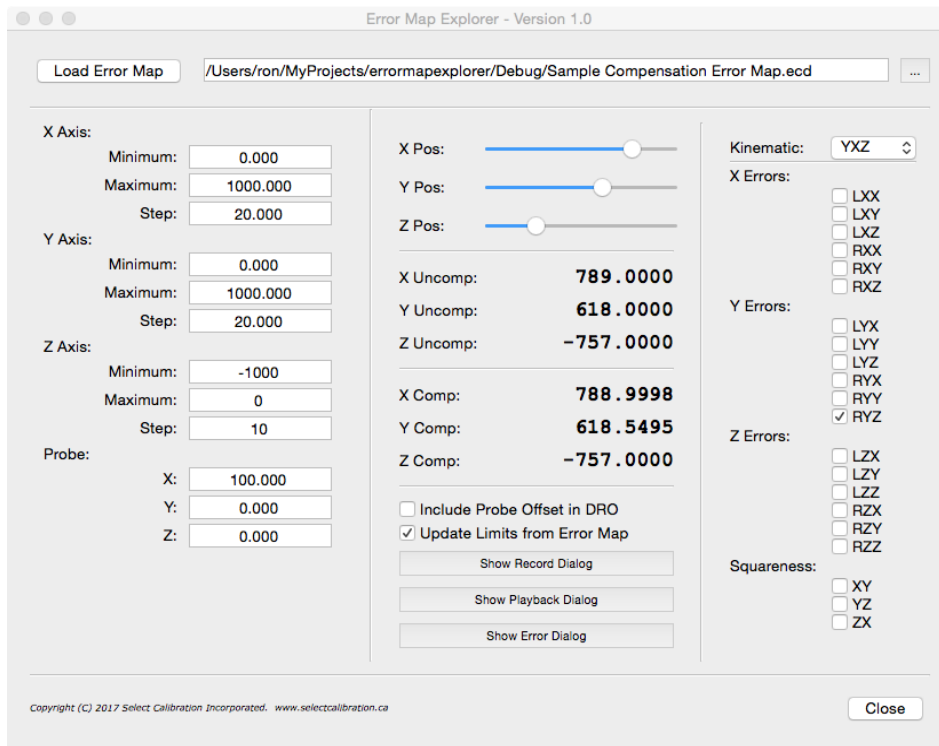 Error Map Explorer - Version 1.0
Load Error Map
/Users/ron/MyProjects/errormapexplorer/Debug/Sample Compensation Error Map.ecd
...
X Axis:
Minimum: 0.000
Maximum: 1000.000
Step: 20.000
Y Axis:
Minimum: 0.000
Maximum: 1000.000
Step: 20.000
Z Axis:
Minimum: -1000
Maximum: 0
Step: 10
Probe:
X: 100.000
Y: 0.000
Z: 0.000
X Pos:
Y Pos:
Z Pos:
X Uncomp: 789.0000
Y Uncomp: 618.0000
Z Uncomp: -757.0000
X Comp: 788.9998
Y Comp: 618.5495
Z Comp: -757.0000
Include Probe Offset in DRO
Update Limits from Error Map
Show Record Dialog
Show Playback Dialog
Show Error Dialog
Kinematic: YXZ
X Errors:
LXX
LXY
LXZ
RXX
RXY
RXZ
Y Errors:
LYX
LYY
LYZ
RYX
RYY
RYZ
Z Errors:
LZX
LZY
LZZ
RZX
RZY
RZZ
Squareness:
XY
YZ
ZX
Copyright (C) 2017 Select Calibration Incorporated. www.selectcalibration.ca
Close